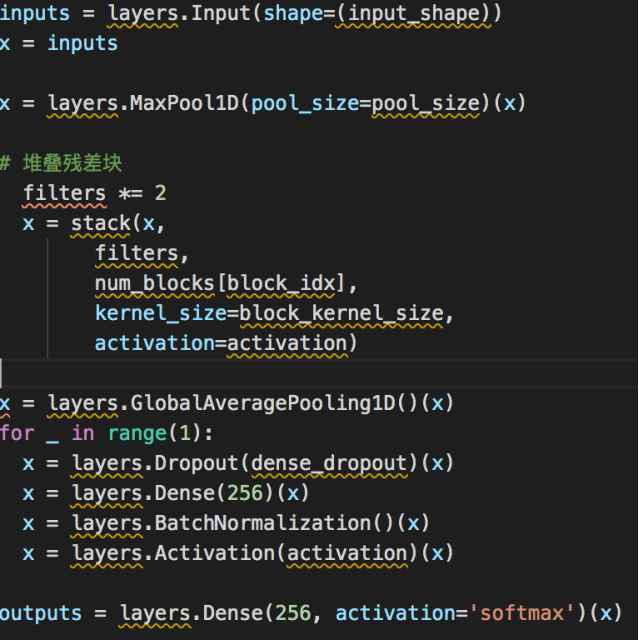 inputs = layers.Input(shape=(input_shape))
x = inputs
x = layers.MaxPool1D(pool_size=pool_size)(x)
# 堆叠残差块
filters *= 2
x = stack(x,
filters,
num_blocks[block_idx],
kernel_size=block_kernel_size,
activation=activation)
x = layers.GlobalAveragePooling1D()(x)
for _ in range(1):
x = layers.Dropout(dense_dropout)(x)
x = layers.Dense(256)(x)
x = layers.BatchNormalization()(x)
x = layers.Activation(activation)(x)
outputs = layers.Dense(256, activation='softmax')(x)